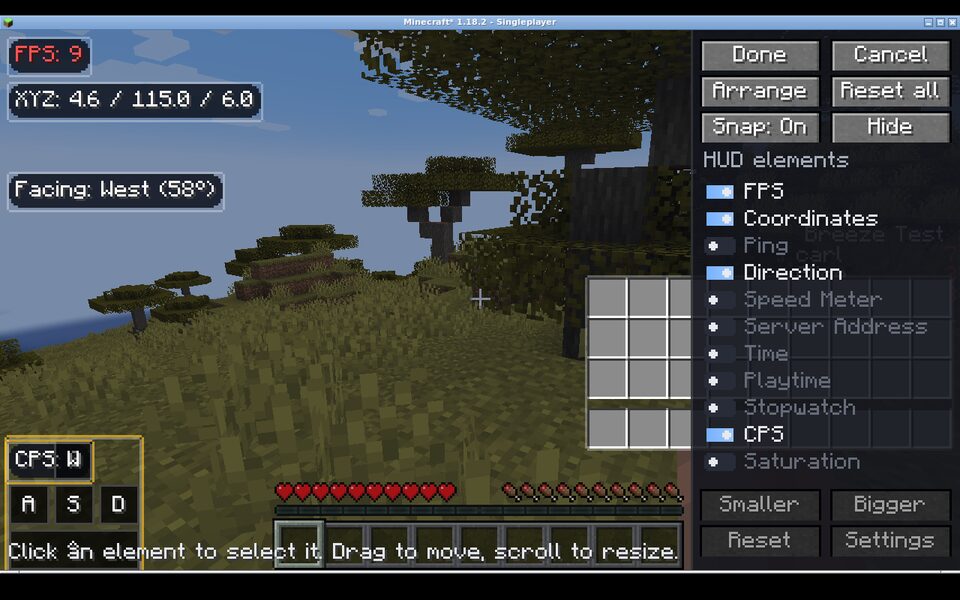 Minecraft* 1.18.2 - Singleplayer
FPS: 9
XYZ: 4.6 / 115.0 / 6.0
Facing: West (58°)
Done
Cancel
Arrange
Reset all
Snap: On
Hide
HUD elements
FPS
Coordinates
Ping
Breeze Test
carl
Direction
Speed Meter
Server Address
Time
Playtime
Stopwatch
CPS
Saturation
Smaller
Bigger
Reset
Settings
CPS
W
A
S
D
Click an element to select it. Drag to move, scroll to resize.